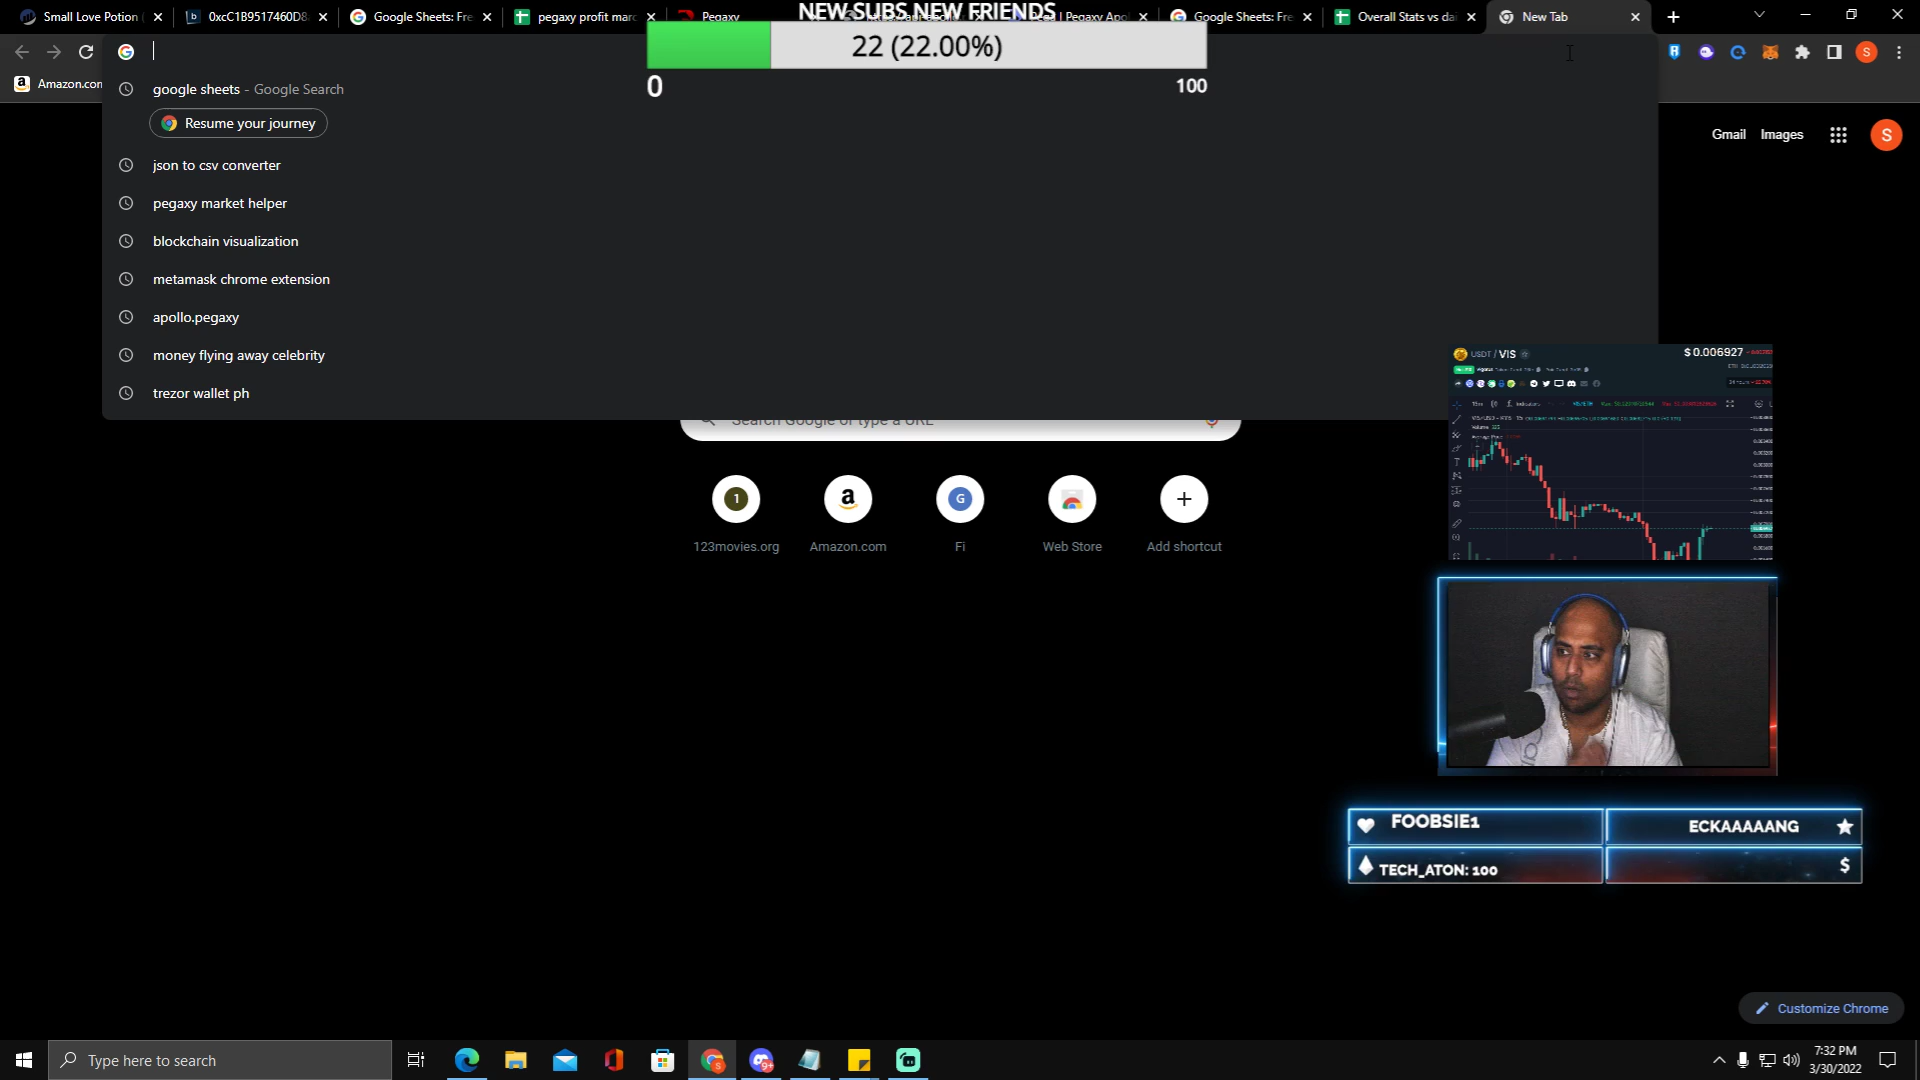 Small Love Potion
0xcC1B9517460D8
Google Sheets: Fre
pegaxy profit marc
Pegaxy
Pegaxy Apo
Google Sheets: Fre
Overall Stats vs dai
New Tab
NEW SUBS NEW FRIENDS
22 (22.00%)
0
100
Amazon.com
google sheets - Google Search
Resume your journey
json to csv converter
pegaxy market helper
blockchain visualization
metamask chrome extension
apollo.pegaxy
money flying away celebrity
trezor wallet ph
Gmail
Images
S
Search Google or type a URL
123movies.org
Amazon.com
Fi
Web Store
Add shortcut
USDT / VIS
$ 0.006927
FOOBSIE1
ECKAAAAANG
TECH_ATON: 100
$
Customize Chrome
Type here to search
7:32 PM
3/30/2022